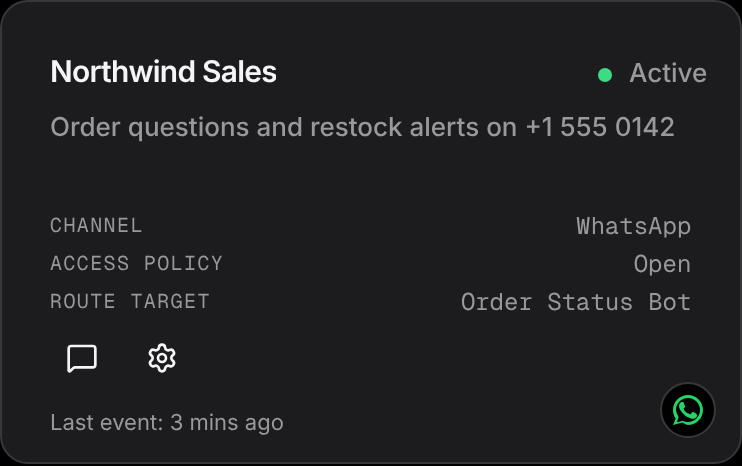 Northwind Sales
Active
Order questions and restock alerts on +1 555 0142
CHANNEL WhatsApp
ACCESS POLICY Open
ROUTE TARGET Order Status Bot
Last event: 3 mins ago